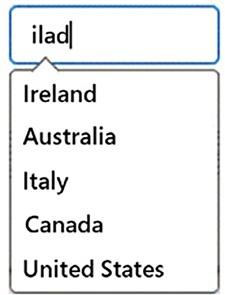 ilad
Ireland
Australia
Italy
Canada
United States